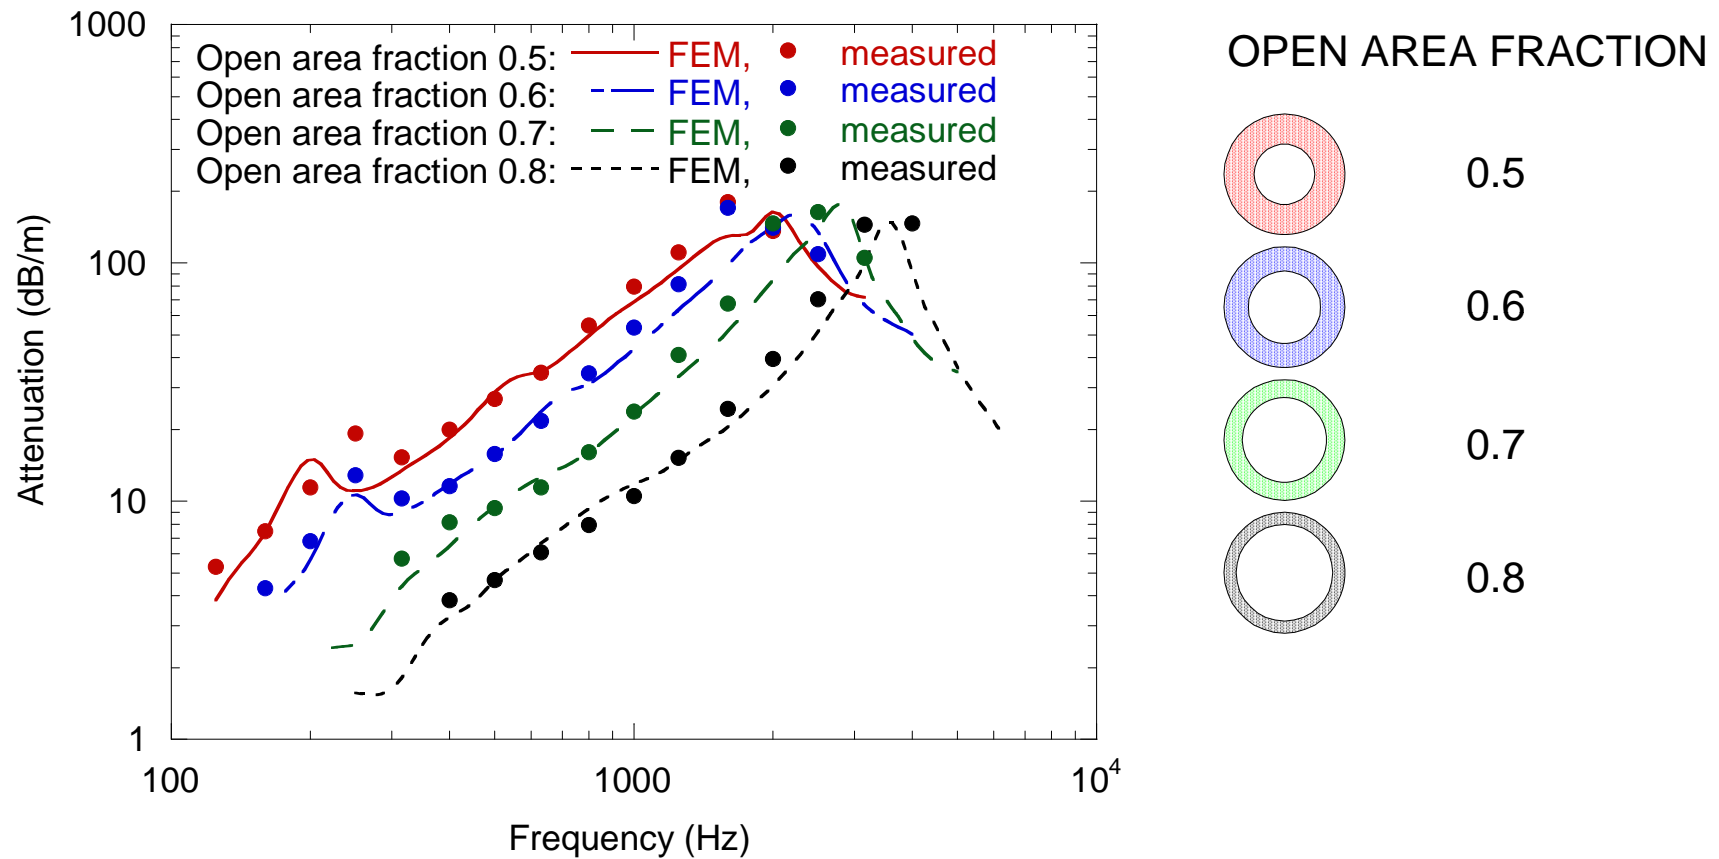 1000
100
10
1
100
1000
10⁴
Attenuation (dB/m)
Frequency (Hz)
Open area fraction 0.5: FEM, measured
Open area fraction 0.6: FEM, measured
Open area fraction 0.7: FEM, measured
Open area fraction 0.8: FEM, measured
OPEN AREA FRACTION
0.5
0.6
0.7
0.8